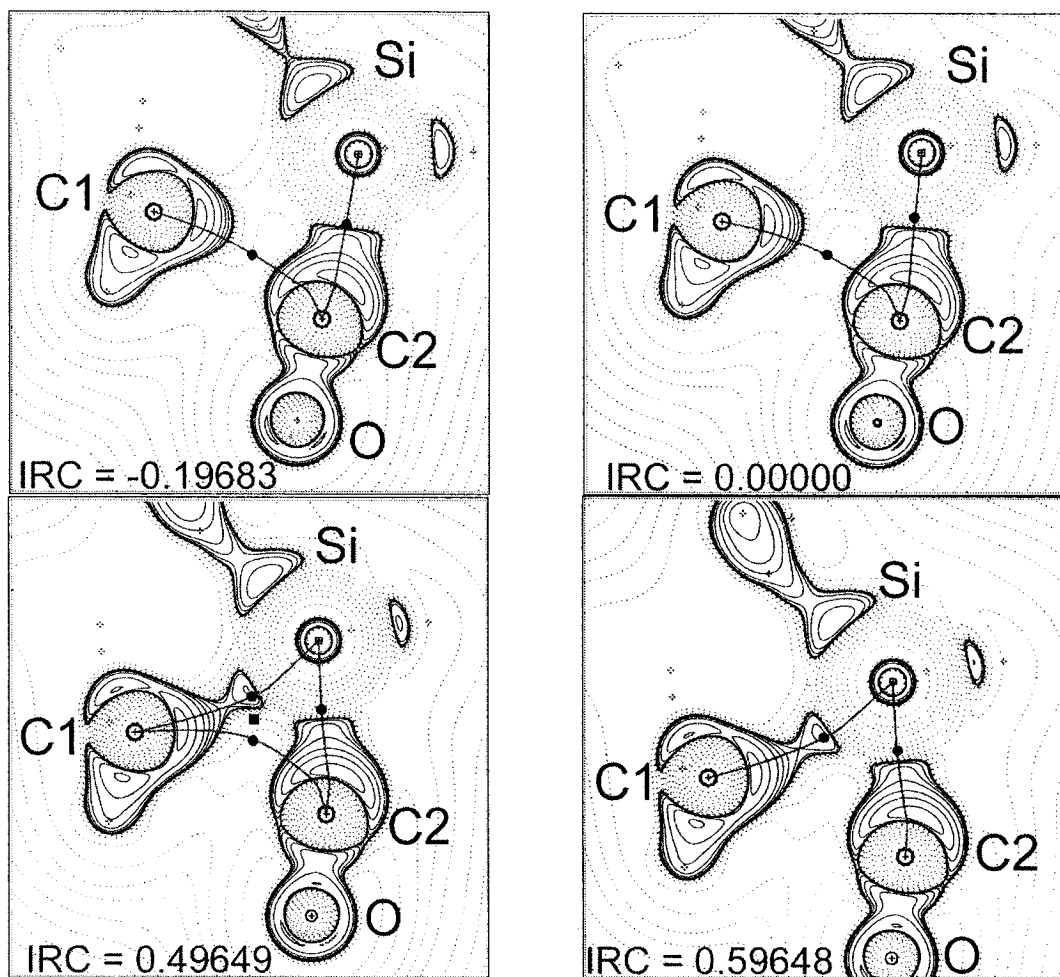 Si
C1
C2
O
IRC = -0.19683
Si
C1
C2
O
IRC = 0.00000
Si
C1
C2
O
IRC = 0.49649
Si
C1
C2
O
IRC = 0.59648